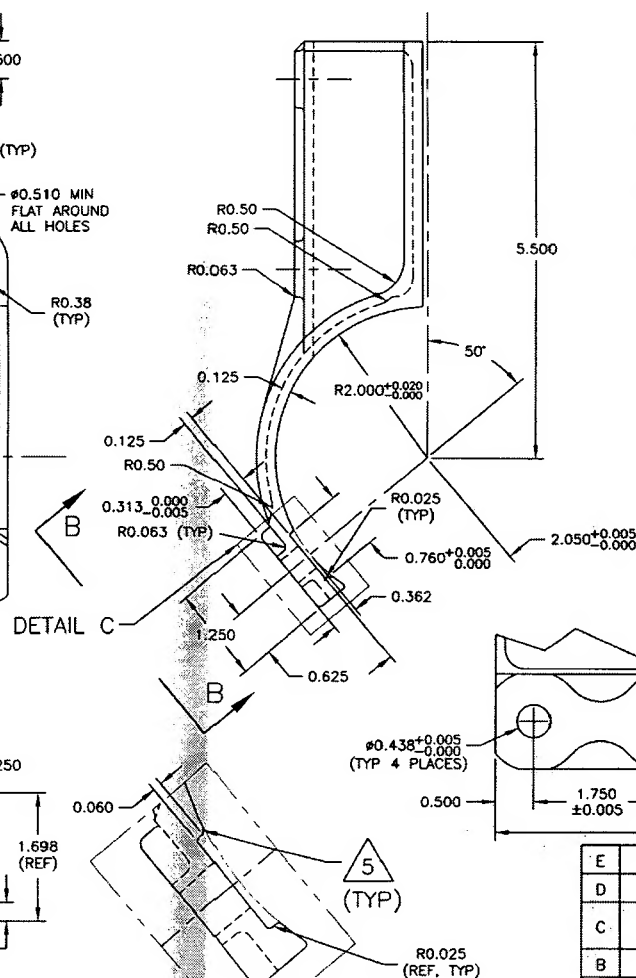 (TYP)
ø0.510 MIN
FLAT AROUND
ALL HOLES
R0.38
(TYP)
R0.50
R0.50
R0.063
5.500
50°
0.125
R2.000+0.020
-0.000
0.125
R0.50
0.313 0.000
-0.005
R0.063 (TYP)
B
R0.025
(TYP)
0.760+0.005
0.000
2.050+0.005
-0.000
0.362
DETAIL C
1.250
0.625
B
ø0.438+0.005
-0.000
(TYP 4 PLACES)
0.500
1.750
±0.005
0.060
1.698
(REF)
5
(TYP)
R0.025
(REF, TYP)
E
D
C
B